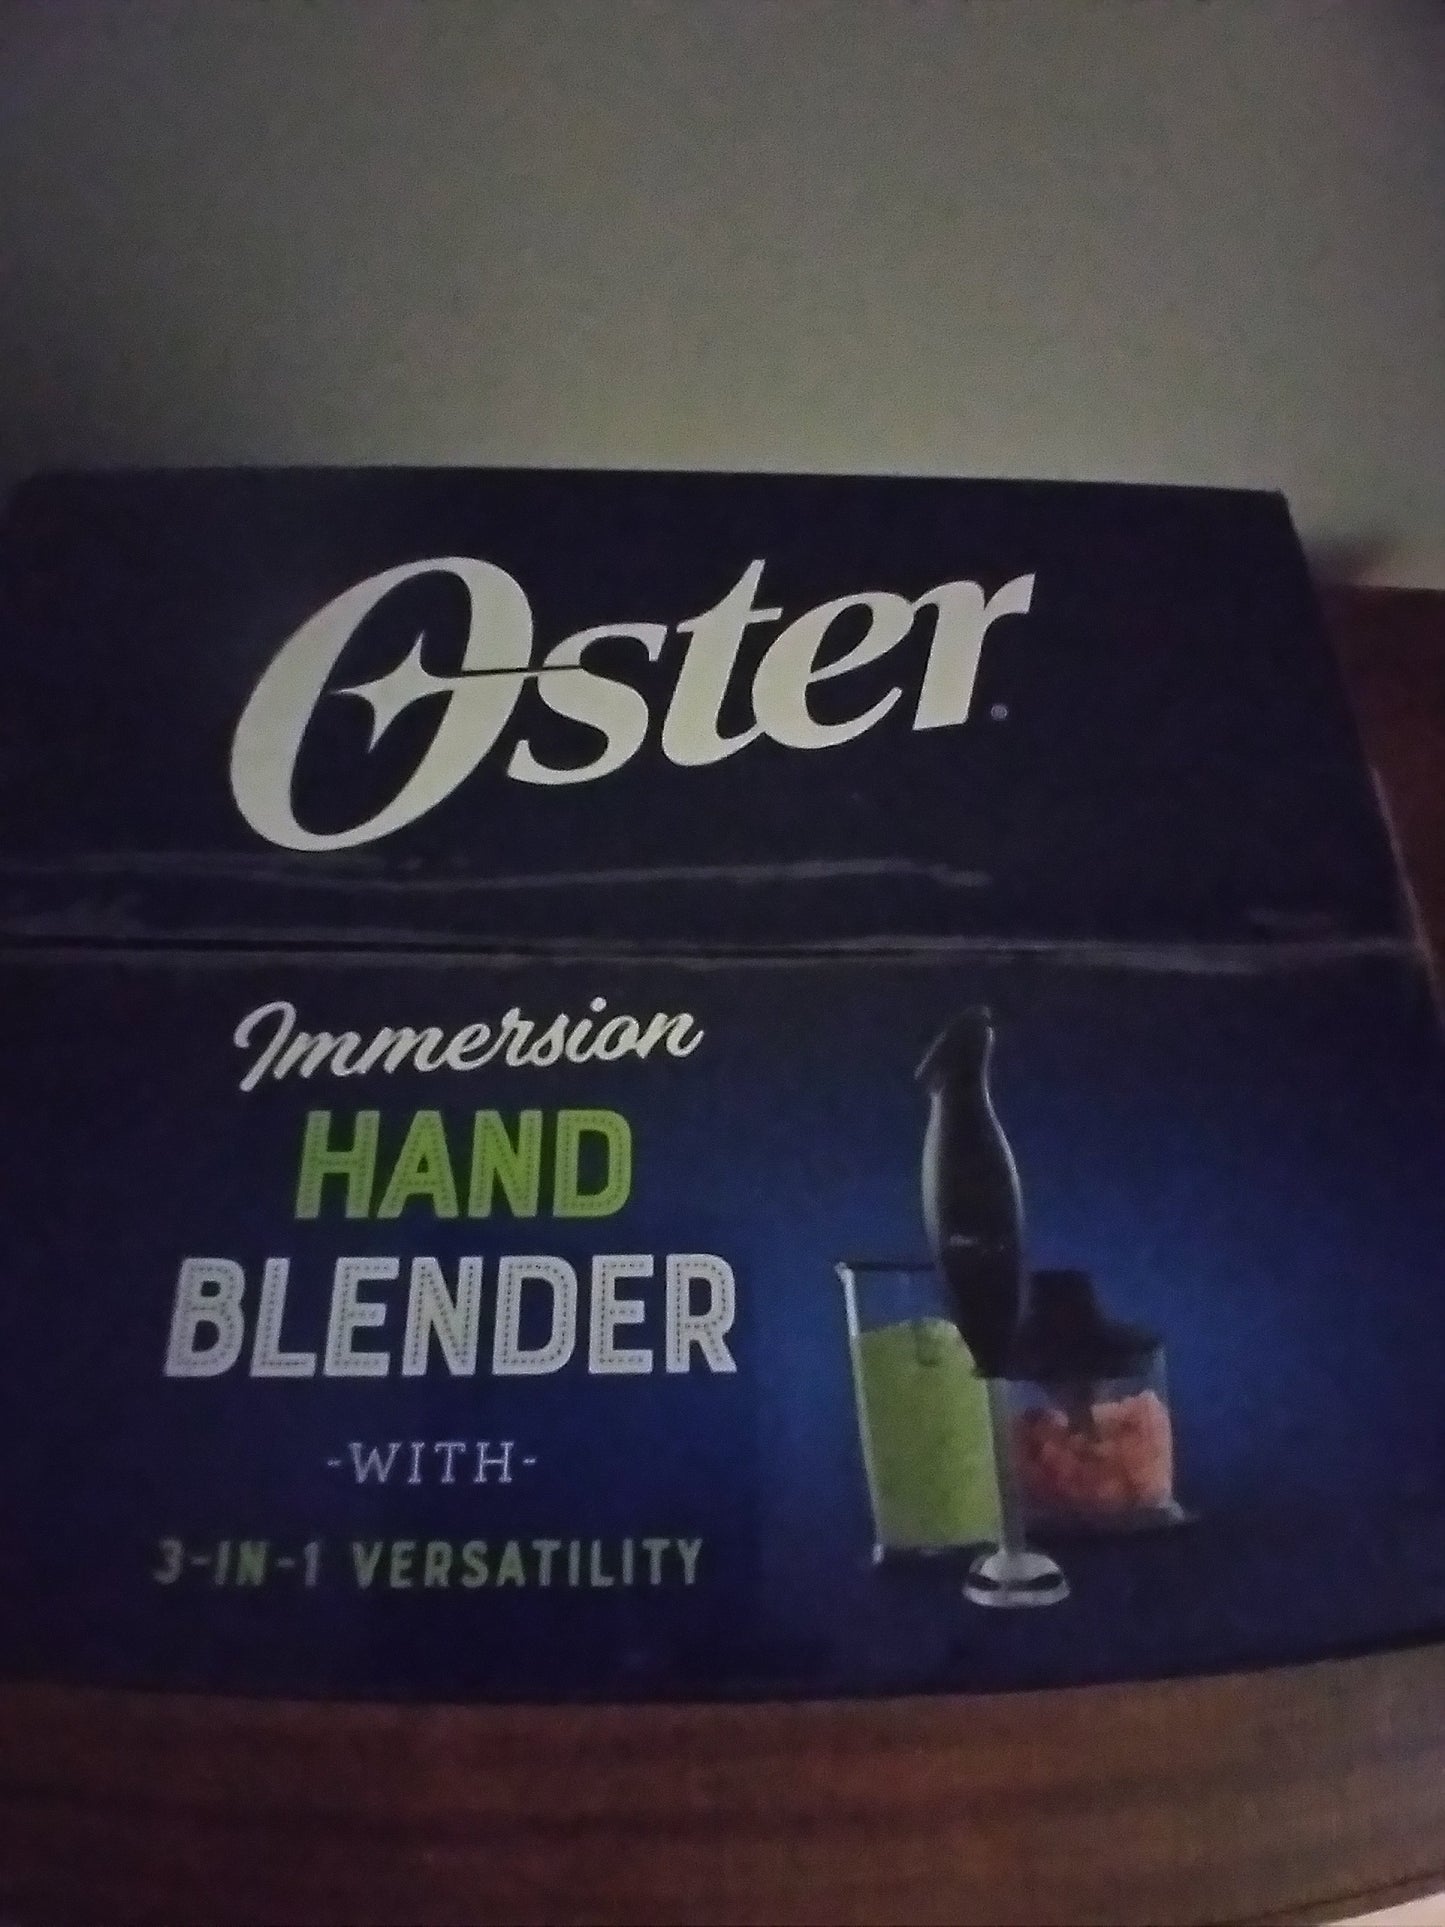 Oster
Immersion
HAND
BLENDER
-WITH-
3-IN-1 VERSATILITY